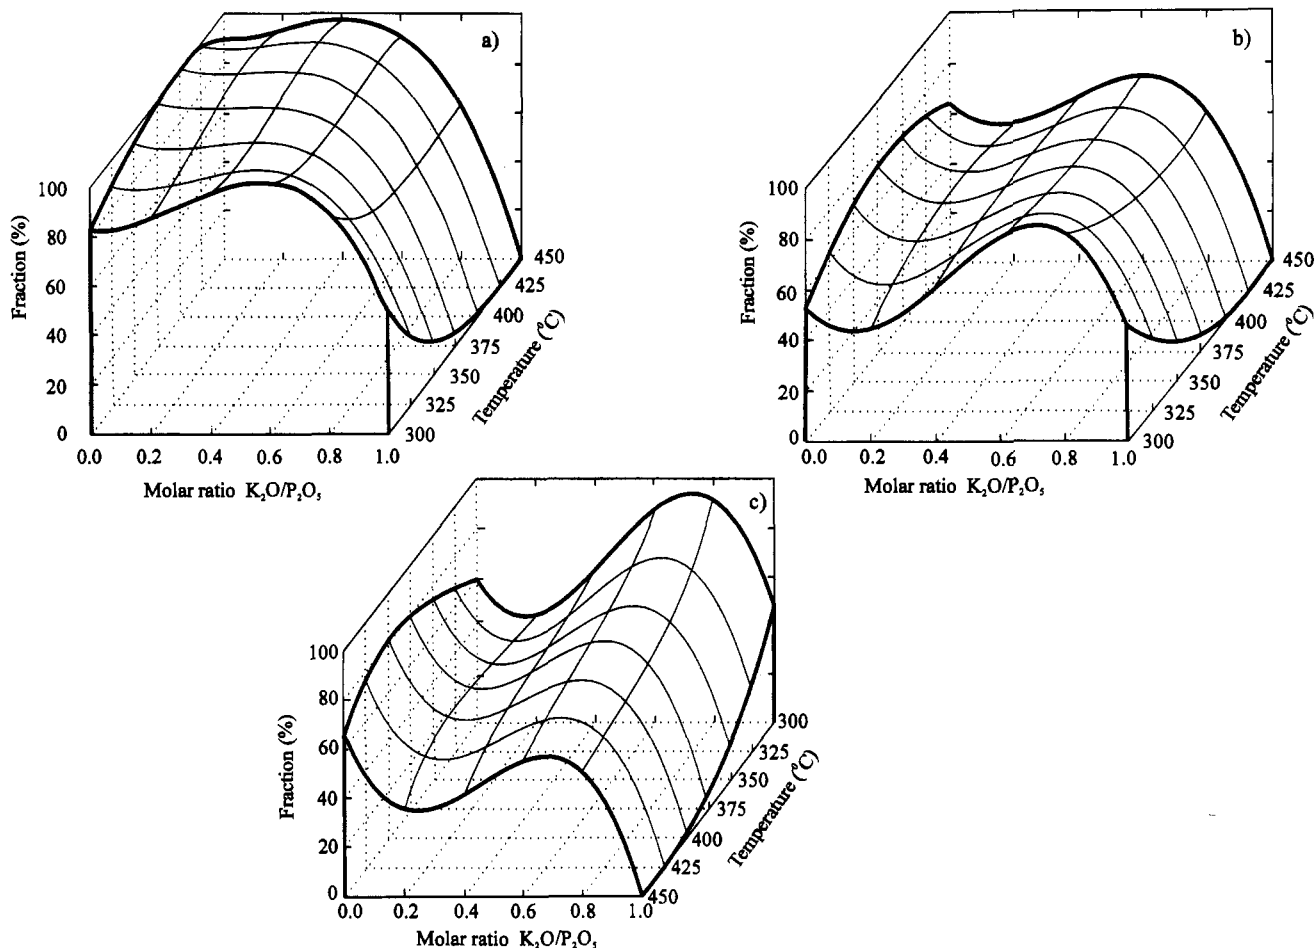 a)
Fraction (%)
100
80
60
40
20
0
0.0 0.2 0.4 0.6 0.8 1.0
Molar ratio K₂O/P₂O₅
300
325
350
375
400
425
450
Temperature (°C)
b)
Fraction (%)
100
80
60
40
20
0
0.0 0.2 0.4 0.6 0.8 1.0
Molar ratio K₂O/P₂O₅
300
325
350
375
400
425
450
Temperature (°C)
c)
Fraction (%)
100
80
60
40
20
0
0.0 0.2 0.4 0.6 0.8 1.0
Molar ratio K₂O/P₂O₅
450
425
400
375
350
325
300
Temperature (°C)